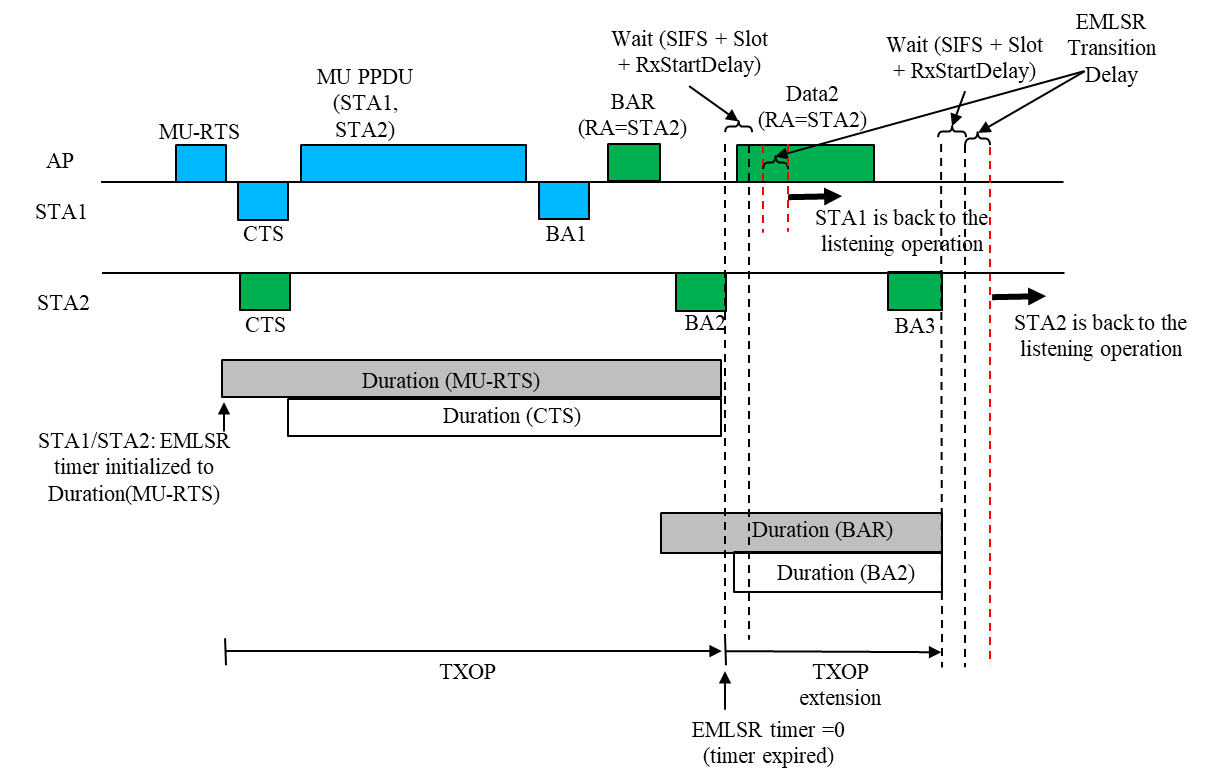 EMLSR
Transition
Delay
Wait (SIFS + Slot
+ RxStartDelay)
Wait (SIFS + Slot
+ RxStartDelay)
MU PPDU
(STA1,
STA2)
BAR
(RA=STA2)
Data2
(RA=STA2)
MU-RTS
AP
STA1
CTS
BA1
STA1 is back to the
listening operation
STA2
CTS
BA2
BA3
STA2 is back to the
listening operation
Duration (MU-RTS)
Duration (CTS)
STA1/STA2: EMLSR
timer initialized to
Duration(MU-RTS)
Duration (BAR)
Duration (BA2)
TXOP
TXOP
extension
EMLSR timer =0
(timer expired)